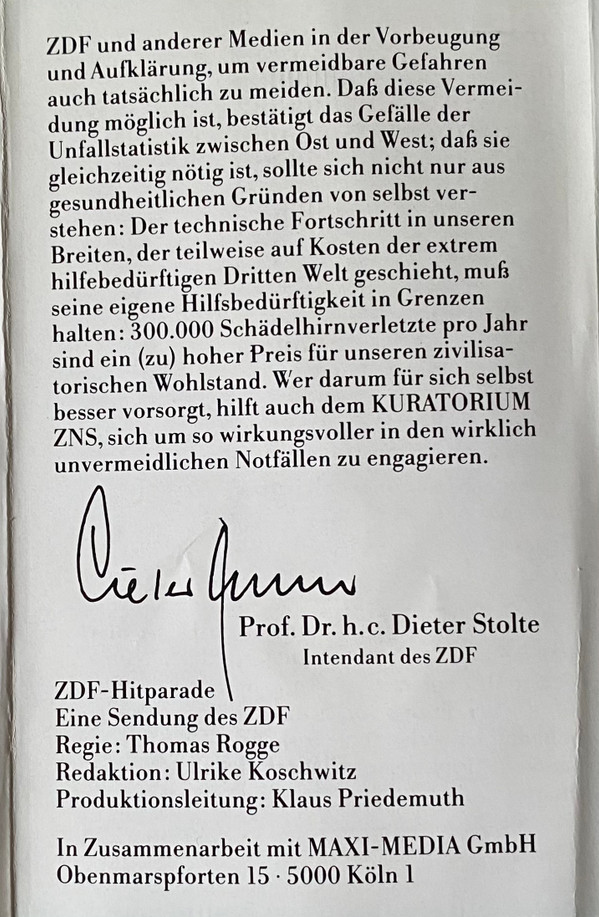 ZDF und anderer Medien in der Vorbeugung
und Aufklärung, um vermeidbare Gefahren
auch tatsächlich zu meiden. Daß diese Vermei-
dung möglich ist, bestätigt das Gefälle der
Unfallstatistik zwischen Ost und West; daß sie
gleichzeitig nötig ist, sollte sich nicht nur aus
gesundheitlichen Gründen von selbst ver-
stehen: Der technische Fortschritt in unseren
Breiten, der teilweise auf Kosten der extrem
hilfebedürftigen Dritten Welt geschieht, muß
seine eigene Hilfsbedürftigkeit in Grenzen
halten: 300.000 Schädelhirnverletzte pro Jahr
sind ein (zu) hoher Preis für unseren zivilisa-
torischen Wohlstand. Wer darum für sich selbst
besser vorsorgt, hilft auch dem KURATORIUM
ZNS, sich um so wirkungsvoller in den wirklich
unvermeidlichen Notfällen zu engagieren.
Prof. Dr. h. c. Dieter Stolte
Intendant des ZDF
ZDF-Hitparade
Eine Sendung des ZDF
Regie: Thomas Rogge
Redaktion: Ulrike Koschwitz
Produktionsleitung: Klaus Priedemuth
In Zusammenarbeit mit MAXI-MEDIA GmbH
Obenmarspforten 15 · 5000 Köln 1